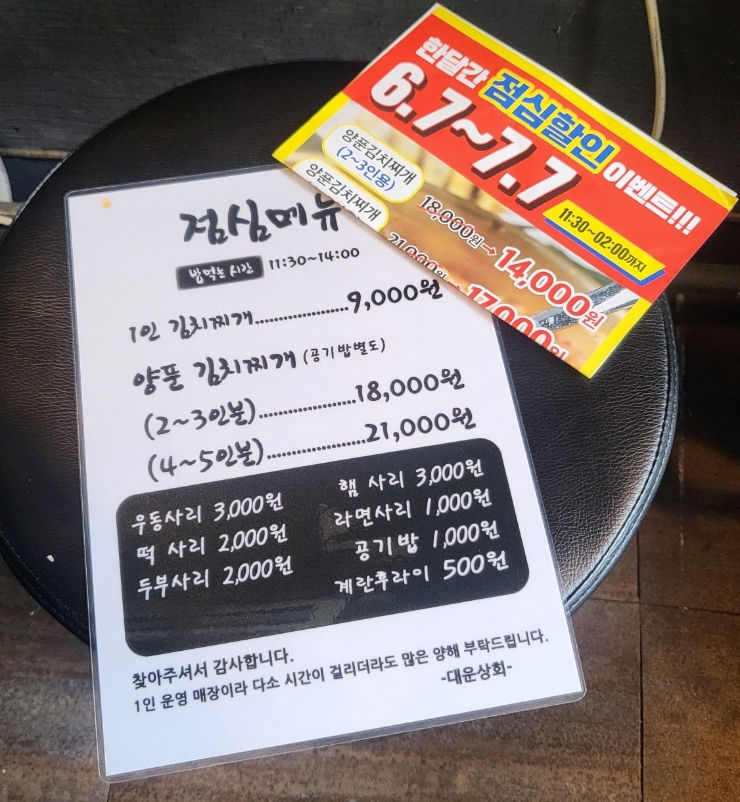 한달간 점심할인 이벤트!!!
6.7~7.7
11:30~02:00까지
양푼김치찌개
(2~3인용)
18,000원→14,000원
양푼김치찌개
21,000원→17,000원
점심메뉴
밥먹는 시간 11:30~14:00
1인 김치찌개....................9,000원
양푼 김치찌개 (공기밥별도)
(2~3인분)....................18,000원
(4~5인분)....................21,000원
우동사리 3,000원 햄 사리 3,000원
떡 사리 2,000원 라면사리 1,000원
두부사리 2,000원 공기밥 1,000원
계란후라이 500원
찾아주셔서 감사합니다.
1인 운영 매장이라 다소 시간이 걸리더라도 많은 양해 부탁드립니다.
-대운상회-